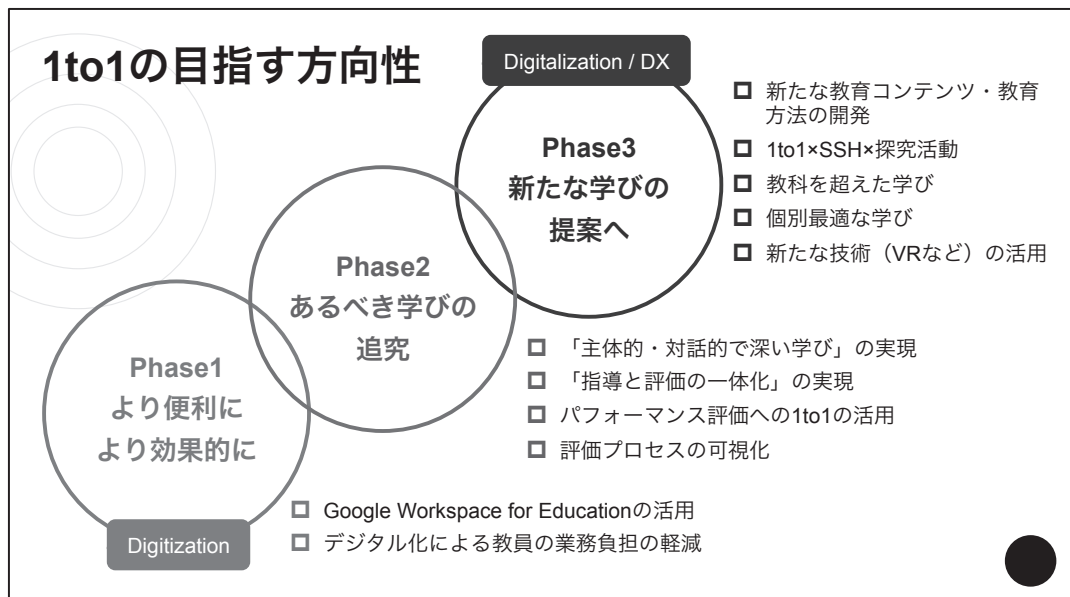 1to1の目指す方向性
Digitalization / DX
Phase3
新たな学びの
提案へ
新たな教育コンテンツ・教育
方法の開発
1to1×SSH×探究活動
教科を超えた学び
個別最適な学び
新たな技術（VRなど）の活用
Phase2
あるべき学びの
追究
「主体的・対話的で深い学び」の実現
「指導と評価の一体化」の実現
パフォーマンス評価への1to1の活用
評価プロセスの可視化
Phase1
より便利に
より効果的に
Digitization
Google Workspace for Educationの活用
デジタル化による教員の業務負担の軽減